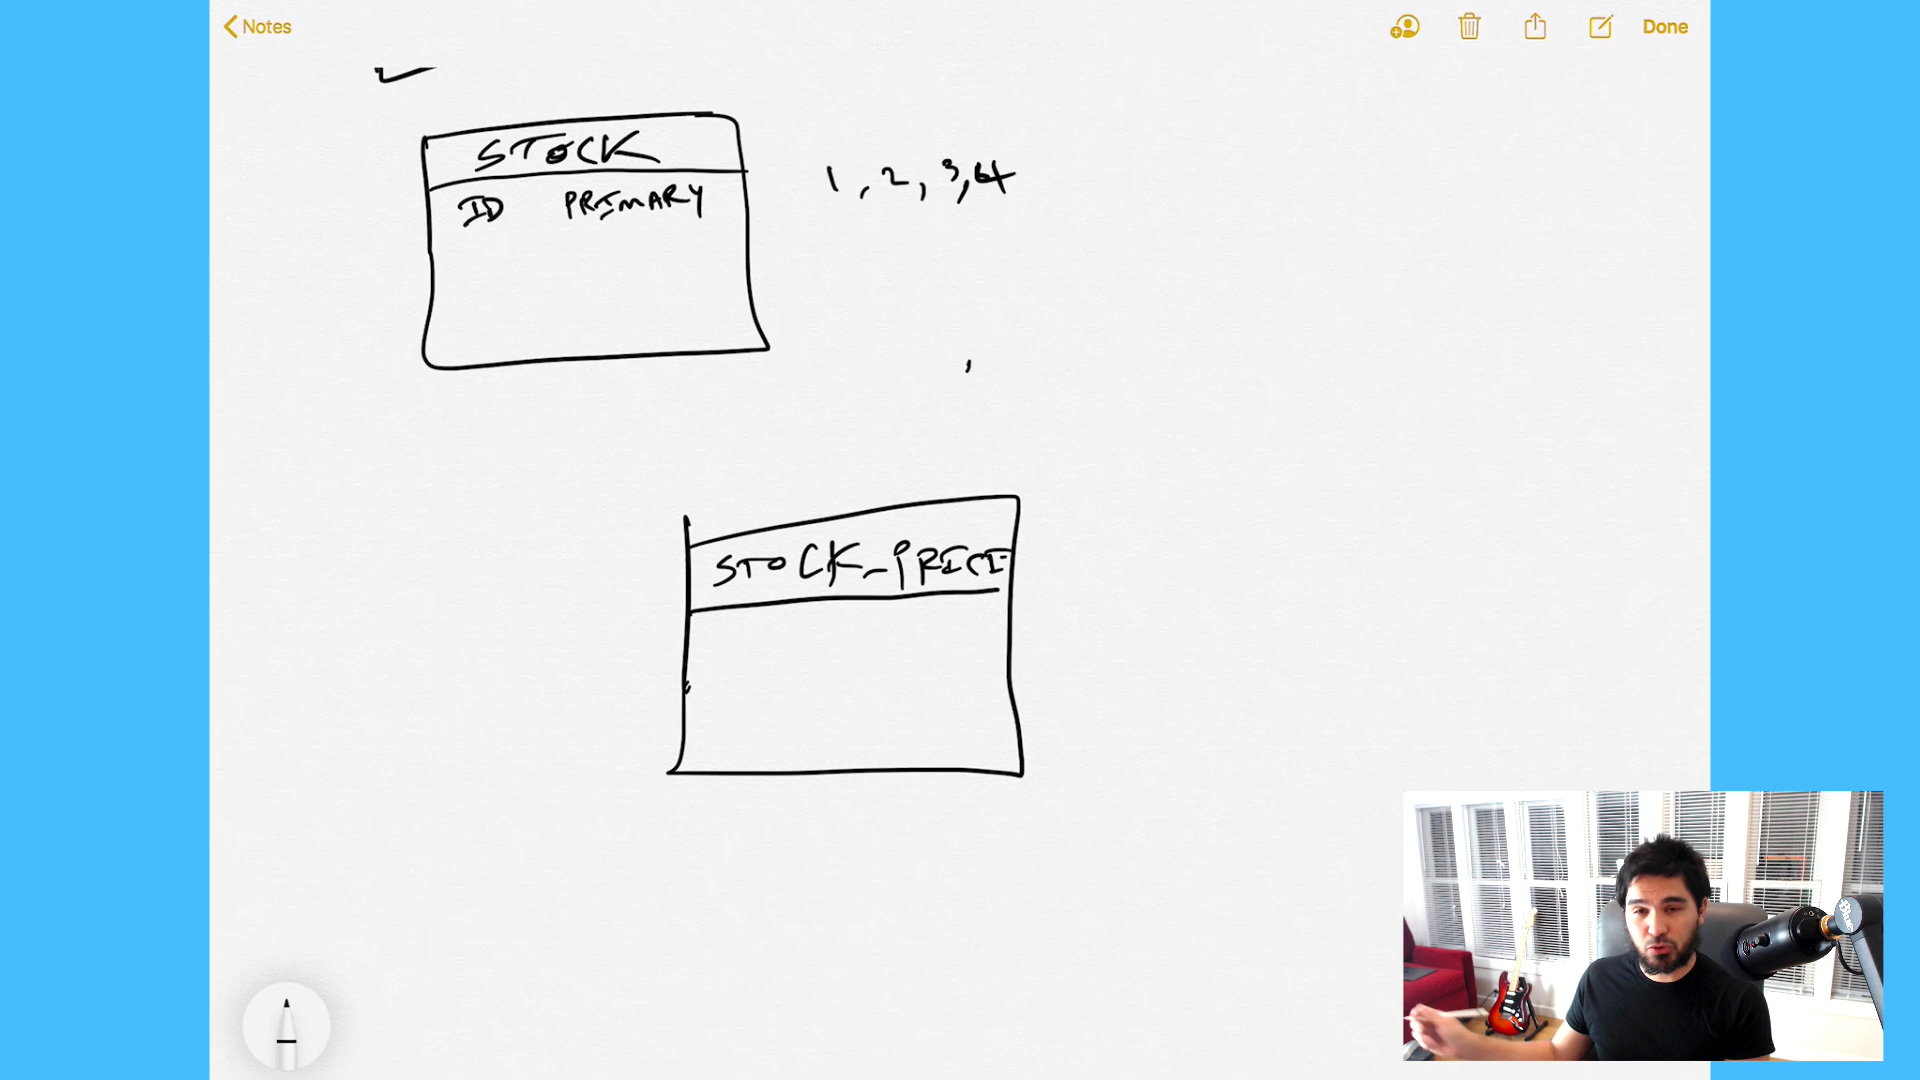 Notes
Done
STOCK
ID PRIMARY
1, 2, 3, 4
STOCK_PRICE